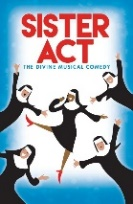 SISTER
ACT
THE DIVINE MUSICAL COMEDY